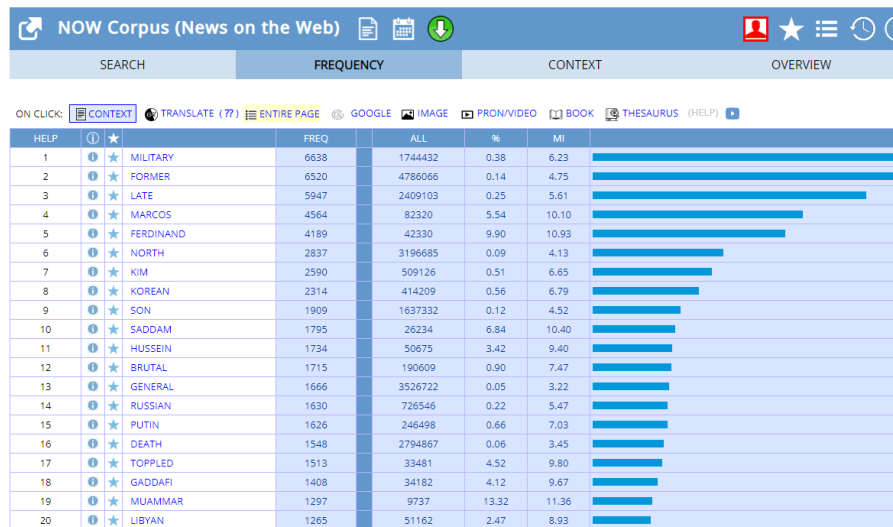 NOW Corpus (News on the Web)
SEARCH FREQUENCY CONTEXT OVERVIEW
ON CLICK: CONTEXT TRANSLATE (??) ENTIRE PAGE GOOGLE IMAGE PRON/VIDEO BOOK THESAURUS (HELP)
HELP FREQ ALL % MI
1 MILITARY 6638 1744432 0.38 6.23
2 FORMER 6520 4786066 0.14 4.75
3 LATE 5947 2409103 0.25 5.61
4 MARCOS 4564 82320 5.54 10.10
5 FERDINAND 4189 42330 9.90 10.93
6 NORTH 2837 3196685 0.09 4.13
7 KIM 2590 509126 0.51 6.65
8 KOREAN 2314 414209 0.56 6.79
9 SON 1909 1637332 0.12 4.52
10 SADDAM 1795 26234 6.84 10.40
11 HUSSEIN 1734 50675 3.42 9.40
12 BRUTAL 1715 190609 0.90 7.47
13 GENERAL 1666 3526722 0.05 3.22
14 RUSSIAN 1630 726546 0.22 5.47
15 PUTIN 1626 246498 0.66 7.03
16 DEATH 1548 2794867 0.06 3.45
17 TOPPLED 1513 33481 4.52 9.80
18 GADDAFI 1408 34182 4.12 9.67
19 MUAMMAR 1297 9737 13.32 11.36
20 LIBYAN 1265 51162 2.47 8.93